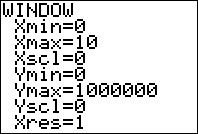 WINDOW
Xmin=0
Xmax=10
Xscl=0
Ymin=0
Ymax=1000000
Yscl=0
Xres=1